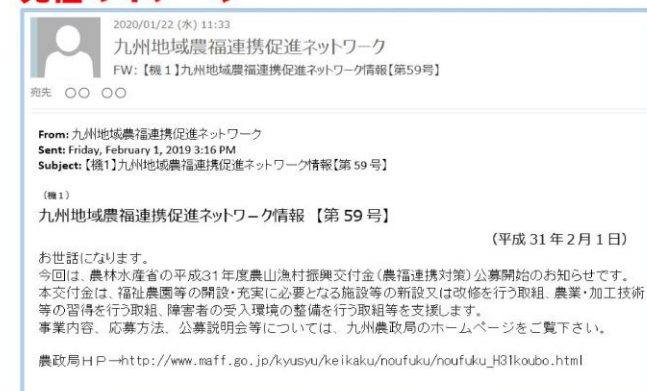 2020/01/22 (水) 11:33
九州地域農福連携促進ネットワーク
FW: 【機1】九州地域農福連携促進ネットワーク情報【第59号】
宛先 〇〇 〇〇
From: 九州地域農福連携促進ネットワーク
Sent: Friday, February 1, 2019 3:16 PM
Subject: 【機1】九州地域農福連携促進ネットワーク情報【第 59 号】
(機1)
九州地域農福連携促進ネットワーク情報 【第 59 号】
(平成 31 年 2 月 1 日)
お世話になります。
今回は、農林水産省の平成31年度農山漁村振興交付金(農福連携対策)公募開始のお知らせです。
本交付金は、福祉農園等の開設・充実に必要となる施設等の新設又は改修を行う取組、農業・加工技術
等の習得を行う取組、障害者の受入環境の整備を行う取組等を支援します。
事業内容、応募方法、公募説明会等については、九州農政局のホームページをご覧下さい。
農政局HP→http://www.maff.go.jp/kyusyu/keikaku/noufuku/noufuku_H31koubo.html